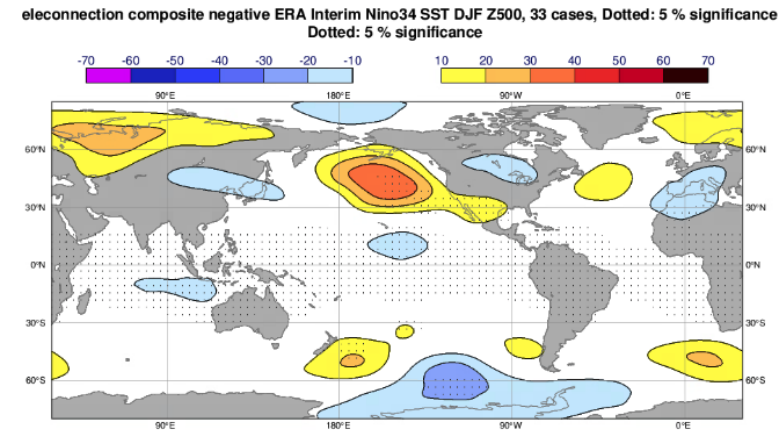 eleconnection composite negative ERA Interim Nino34 SST DJF Z500, 33 cases, Dotted: 5 % significance
Dotted: 5 % significance
-70 -60 -50 -40 -30 -20 -10 10 20 30 40 50 60 70
90°E 180°E 90°W 0°E
60°N
30°N
0°N
30°S
60°S
60°N
30°N
0°N
30°S
60°S
90°E 180°E 90°W 0°E